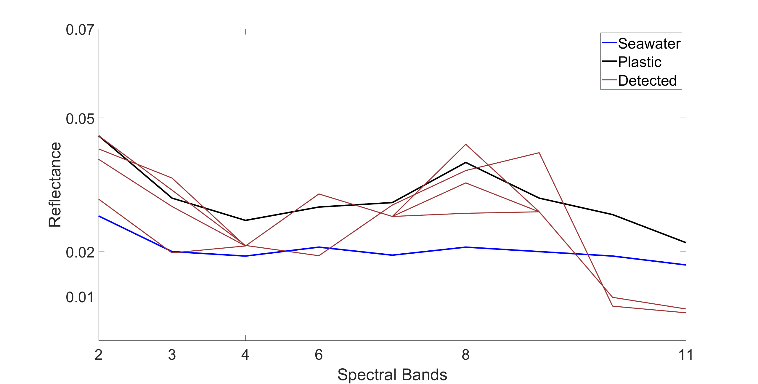 0.07
Seawater
Plastic
Detected
0.05
Reflectance
0.02
0.01
2 3 4 6 8 11
Spectral Bands